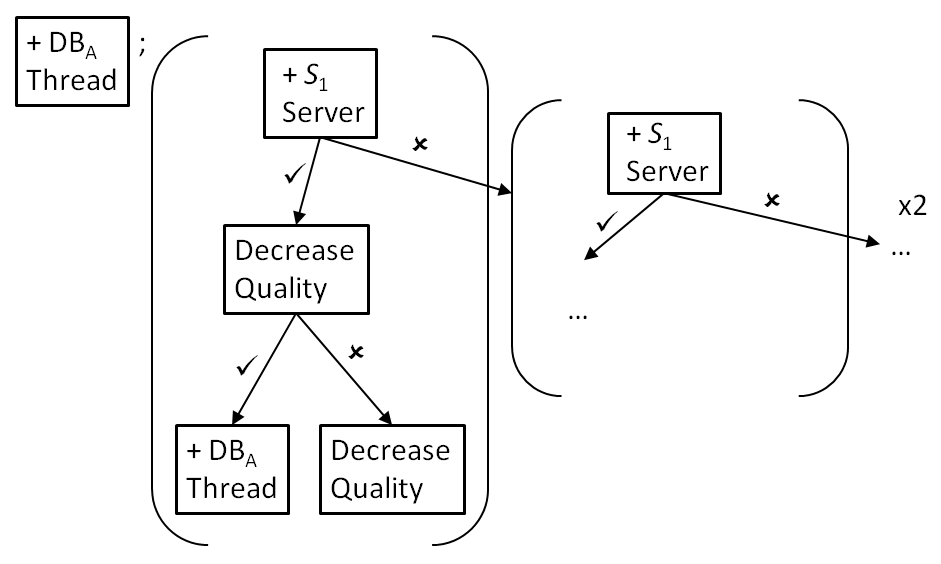 + DB_A
Thread
;
+ S_1
Server
✓
✗
Decrease
Quality
✓
✗
+ DB_A
Thread
Decrease
Quality
+ S_1
Server
✓
✗
...
...
x2